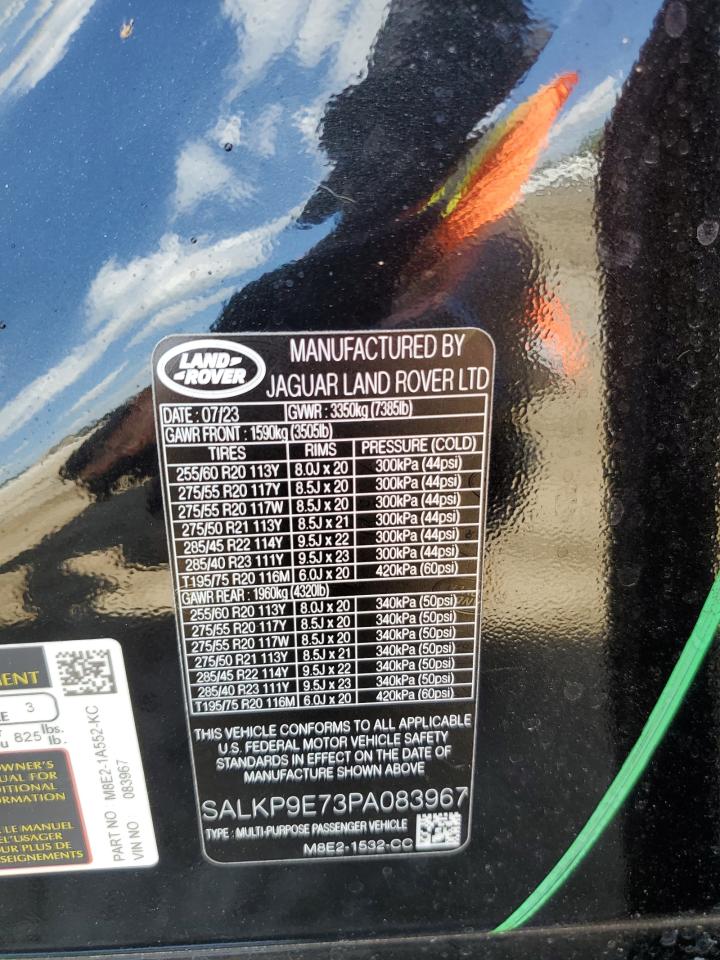 LAND-
-ROVER
MANUFACTURED BY
JAGUAR LAND ROVER LTD
DATE : 07/23 GVWR : 3350kg (7385lb)
GAWR FRONT : 1590kg (3505lb)
TIRES RIMS PRESSURE (COLD)
255/60 R20 113Y 8.0J x 20 300kPa (44psi)
275/55 R20 117Y 8.5J x 20 300kPa (44psi)
275/55 R20 117W 8.5J x 20 300kPa (44psi)
275/50 R21 113Y 8.5J x 21 300kPa (44psi)
285/45 R22 114Y 9.5J x 22 300kPa (44psi)
285/40 R23 111Y 9.5J x 23 300kPa (44psi)
T195/75 R20 116M 6.0J x 20 420kPa (60psi)
GAWR REAR : 1960kg (4320lb)
255/60 R20 113Y 8.0J x 20 340kPa (50psi)
275/55 R20 117Y 8.5J x 20 340kPa (50psi)
275/55 R20 117W 8.5J x 20 340kPa (50psi)
275/50 R21 113Y 8.5J x 21 340kPa (50psi)
285/45 R22 114Y 9.5J x 22 340kPa (50psi)
285/40 R23 111Y 9.5J x 23 340kPa (50psi)
T195/75 R20 116M 6.0J x 20 420kPa (60psi)
THIS VEHICLE CONFORMS TO ALL APPLICABLE
U.S. FEDERAL MOTOR VEHICLE SAFETY
STANDARDS IN EFFECT ON THE DATE OF
MANUFACTURE SHOWN ABOVE
SALKP9E73PA083967
TYPE : MULTI-PURPOSE PASSENGER VEHICLE
M8E2-1532-CC
3
825 lbs.
lb.
OWNER'S
FOR
LE MANUEL
PLUS DE
PART NO M8E2-1A552-KC
VIN NO 083967